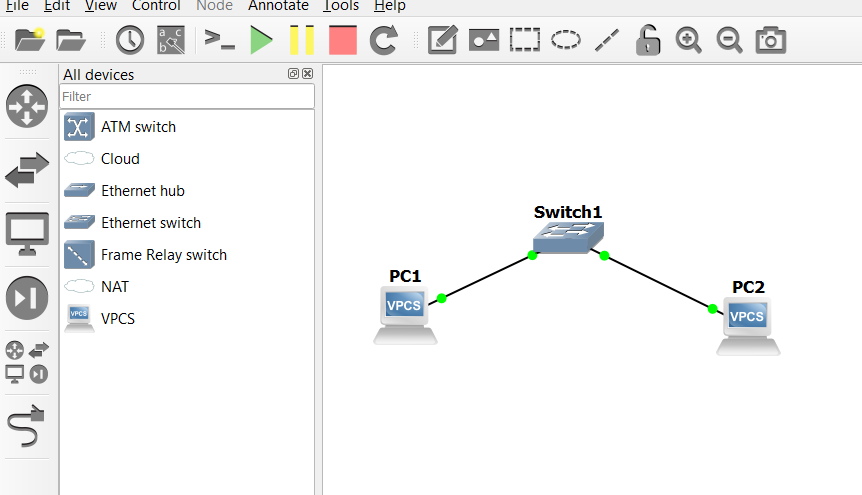 File Edit View Control Node Annotate Tools Help
a c
b
All devices
Filter
ATM switch
Cloud
Ethernet hub
Ethernet switch
Frame Relay switch
NAT
VPCS VPCS
Switch1
PC1
VPCS
PC2
VPCS